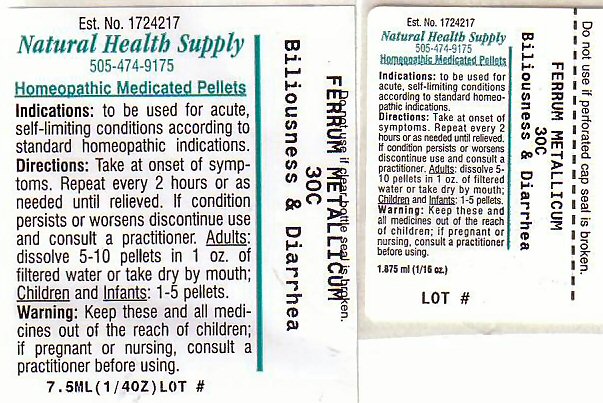 Est. No. 1724217
Natural Health Supply
505-474-9175
Homeopathic Medicated Pellets
Indications: to be used for acute,
self-limiting conditions according to
standard homeopathic indications.
Directions: Take at onset of symp-
toms. Repeat every 2 hours or as
needed until relieved. If condition
persists or worsens discontinue use
and consult a practitioner. Adults:
dissolve 5-10 pellets in 1 oz. of
filtered water or take dry by mouth;
Children and Infants: 1-5 pellets.
Warning: Keep these and all medi-
cines out of the reach of children;
if pregnant or nursing, consult a
practitioner before using.
7.5ML(1/4OZ)LOT #
Do not use if clear bottle seal is broken.
FERRUM METALLICUM
30C
Biliousness & Diarrhea
Est. No. 1724217
Natural Health Supply
505-474-9175
Homeopathic Medicated Pellets
Indications: to be used for
acute, self-limiting conditions
according to standard homeo-
pathic indications.
Directions: Take at onset of
symptoms. Repeat every 2
hours or as needed until relieved.
If condition persists or worsens
discontinue use and consult a
practitioner. Adults: dissolve 5-
10 pellets in 1 oz. of filtered
water or take dry by mouth;
Children and Infants: 1-5 pellets.
Warning: Keep these and
all medicines out of the reach
of children; if pregnant or
nursing, consult a practitioner
before using.
1.875 ml (1/16 oz.)
LOT #
FERRUM METALLICUM
30C
Biliousness & Diarrhea
Do not use if perforated cap seal is broken.